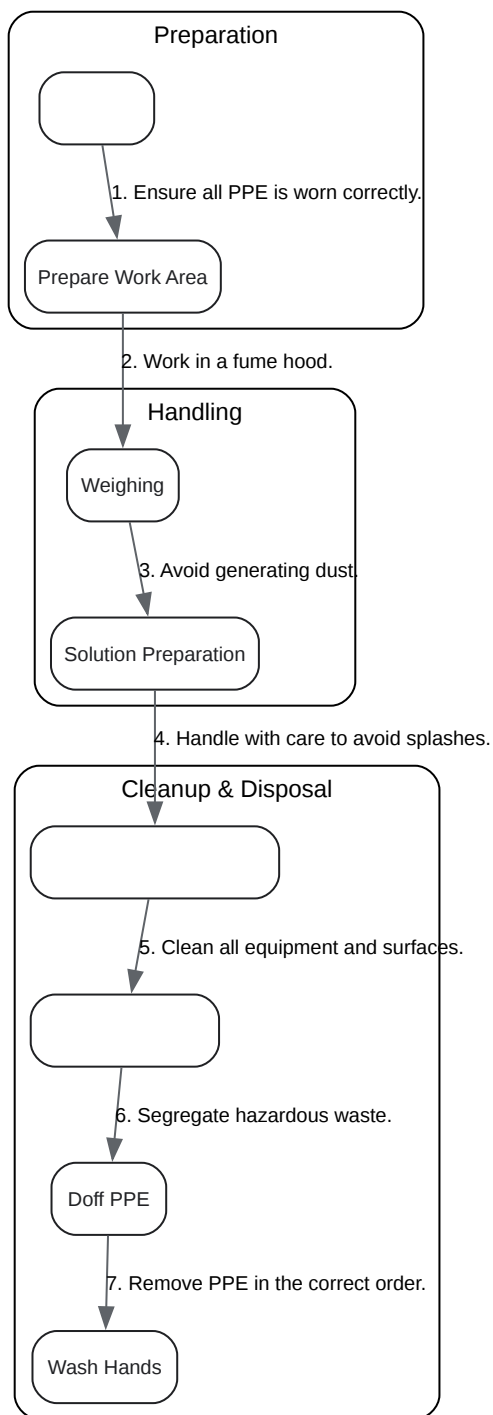 Preparation
1. Ensure all PPE is worn correctly.
Prepare Work Area
2. Work in a fume hood.
Handling
Weighing
3. Avoid generating dust.
Solution Preparation
4. Handle with care to avoid splashes.
Cleanup & Disposal
5. Clean all equipment and surfaces.
6. Segregate hazardous waste.
Doff PPE
7. Remove PPE in the correct order.
Wash Hands